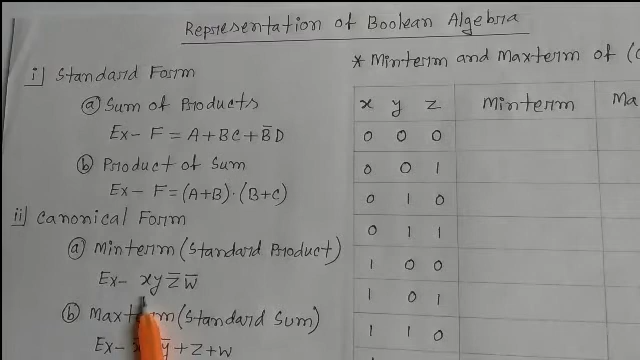 Representation of Boolean Algebra
i) Standard Form
ⓐ Sum of Products
Ex- F = A + BC + B̅D
ⓑ Product of Sum
Ex- F = (A+B)·(B+C)
ii) Canonical Form
ⓐ Minterm (Standard Product)
Ex- xy z̅ w̅
ⓑ Maxterm (Standard Sum)
Ex- y̅ + z + w
* Minterm and Maxterm of
x y z Minterm
0 0 0
0 0 1
0 1 0
0 1 1
1 0 0
1 0 1
1 1 0